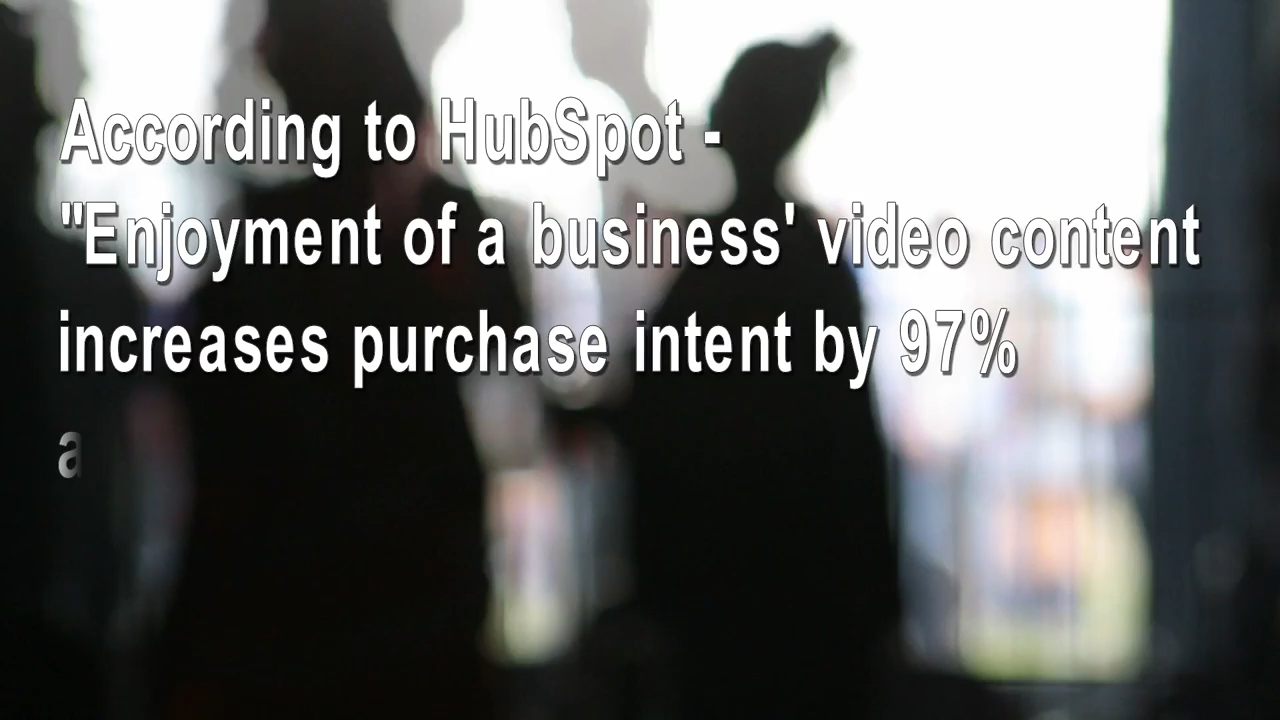 According to HubSpot -
"Enjoyment of a business' video content
increases purchase intent by 97%
a